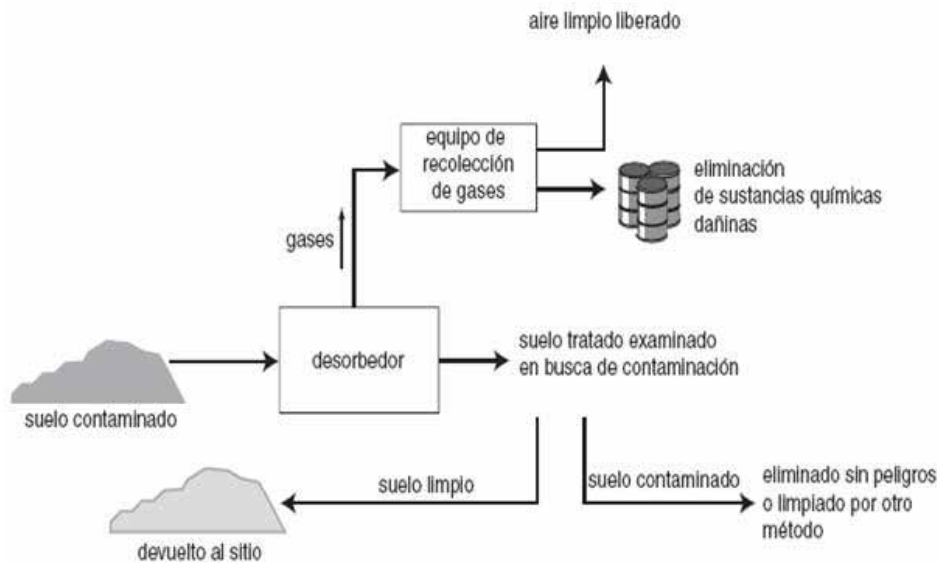 aire limpio liberado
equipo de
recolección
de gases
eliminación
de sustancias químicas
dañinas
gases
desorbedor
suelo tratado examinado
en busca de contaminación
suelo contaminado
suelo limpio
suelo contaminado
eliminado sin peligros
o limpiado por otro
método
devuelto al sitio